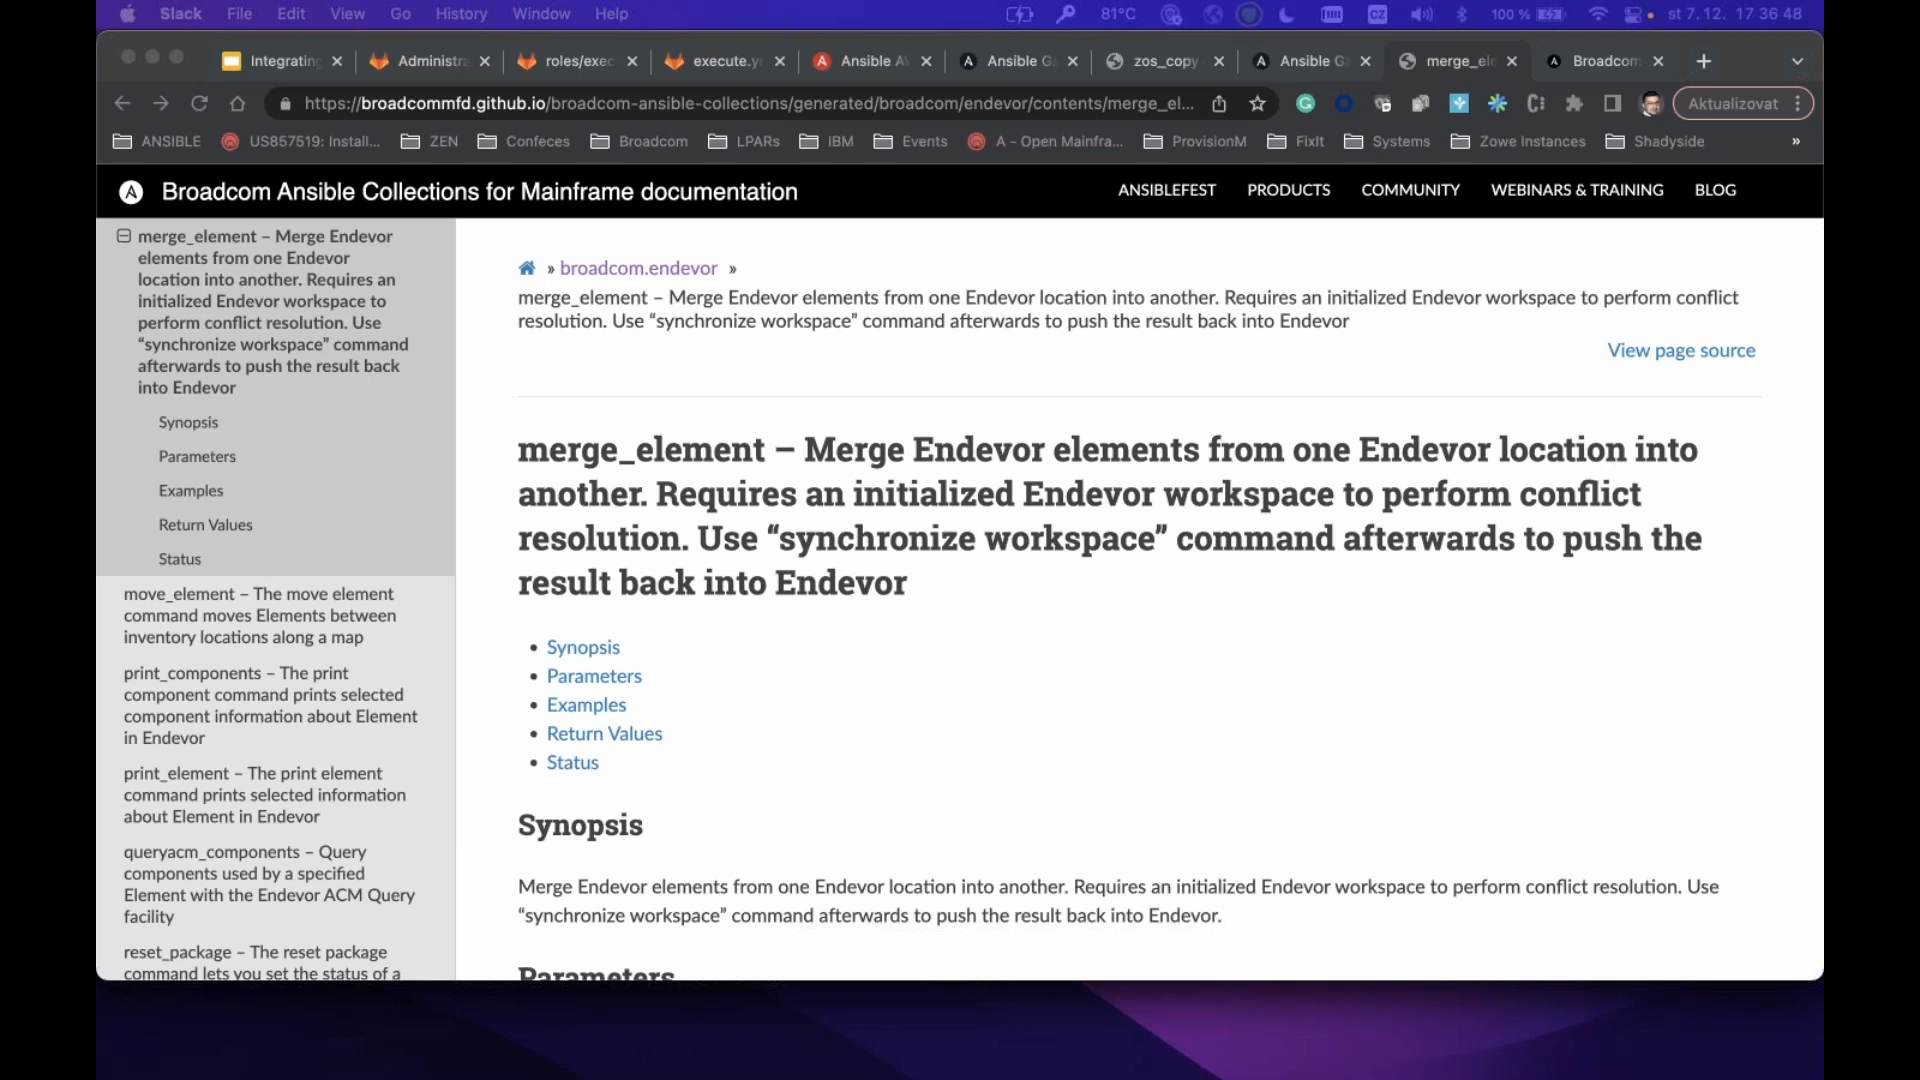 Slack File Edit View Go History Window Help 81°C CZ 100 % st 7. 12. 17 36 48
Integrating Administra roles/exec execute.y Ansible A Ansible G zos_copy Ansible G merge_ele Broadcom
https://broadcommfd.github.io/broadcom-ansible-collections/generated/broadcom/endevor/contents/merge_el... Aktualizovat
ANSIBLE US857519: Install... ZEN Confeces Broadcom LPARs IBM Events A - Open Mainfra... ProvisionM FixIt Systems Zowe Instances Shadyside »
Broadcom Ansible Collections for Mainframe documentation ANSIBLEFEST PRODUCTS COMMUNITY WEBINARS & TRAINING BLOG
merge_element – Merge Endevor
elements from one Endevor
location into another. Requires an
initialized Endevor workspace to
perform conflict resolution. Use
“synchronize workspace” command
afterwards to push the result back
into Endevor
Synopsis
Parameters
Examples
Return Values
Status
move_element – The move element
command moves Elements between
inventory locations along a map
print_components – The print
component command prints selected
component information about Element
in Endevor
print_element – The print element
command prints selected information
about Element in Endevor
queryacm_components – Query
components used by a specified
Element with the Endevor ACM Query
facility
reset_package – The reset package
command lets you set the status of a
» broadcom.endevor »
merge_element – Merge Endevor elements from one Endevor location into another. Requires an initialized Endevor workspace to perform conflict
resolution. Use “synchronize workspace” command afterwards to push the result back into Endevor
View page source
merge_element – Merge Endevor elements from one Endevor location into
another. Requires an initialized Endevor workspace to perform conflict
resolution. Use “synchronize workspace” command afterwards to push the
result back into Endevor
• Synopsis
• Parameters
• Examples
• Return Values
• Status
Synopsis
Merge Endevor elements from one Endevor location into another. Requires an initialized Endevor workspace to perform conflict resolution. Use
“synchronize workspace” command afterwards to push the result back into Endevor.
Parameters